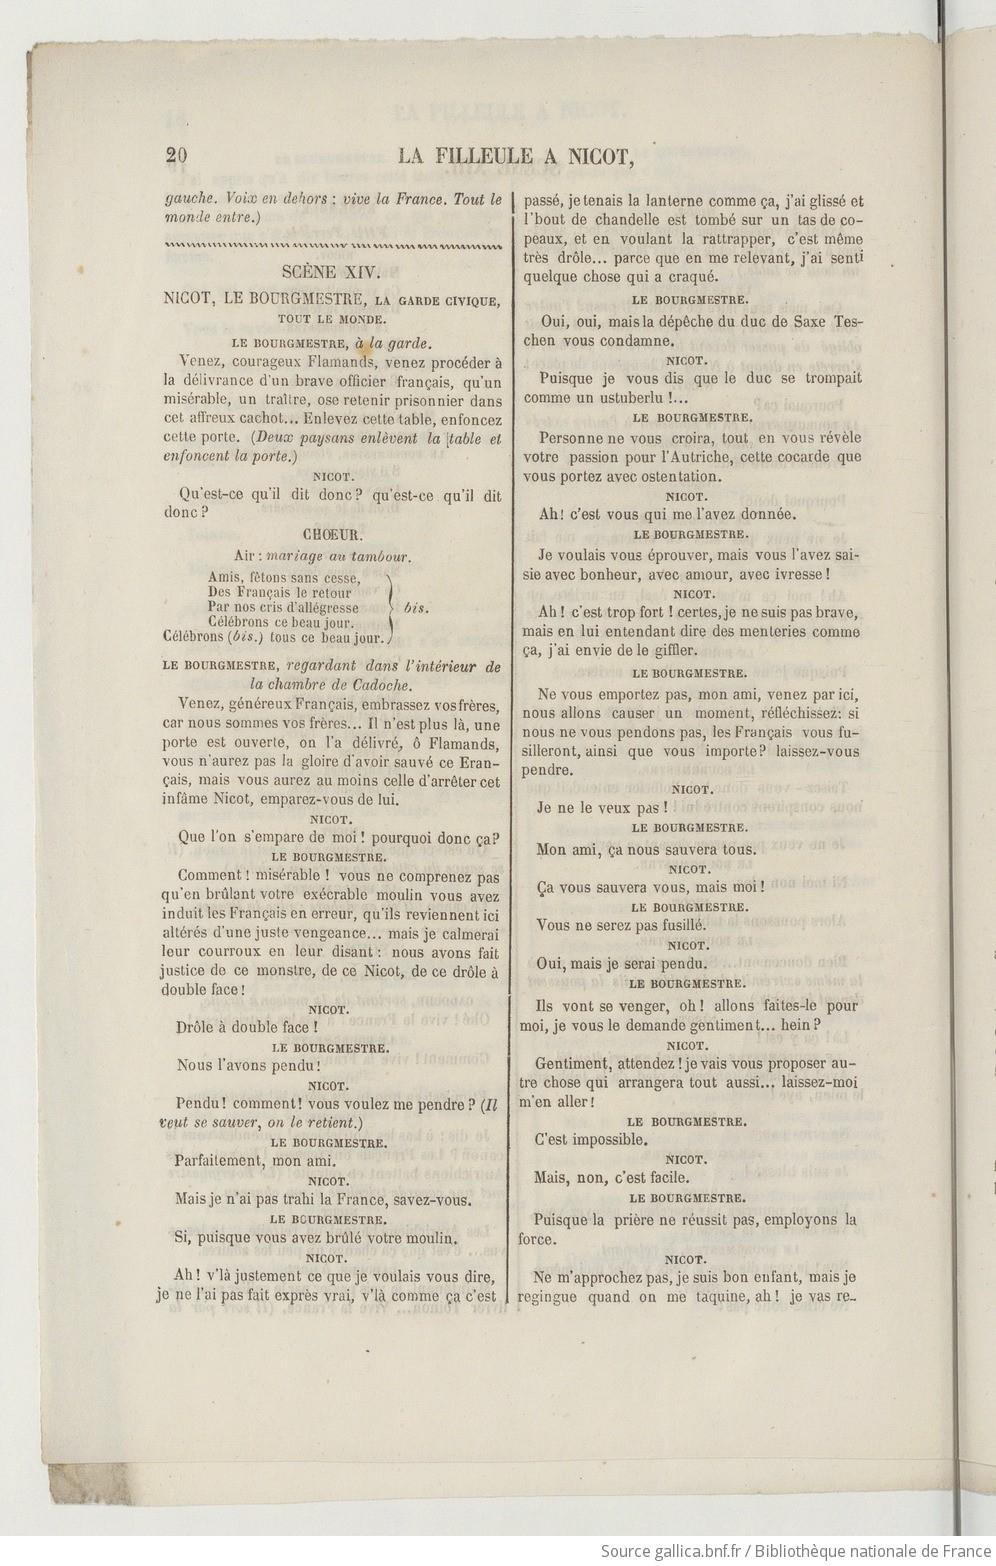 20
LA FILLEULE A NICOT,
gauche. Voix en dehors : vive la France. Tout le
monde entre.)
SCÈNE XIV.
NICOT, LE BOURGMESTRE, LA GARDE CIVIQUE,
TOUT LE MONDE.
LE BOURGMESTRE, à la garde.
Venez, courageux Flamands, venez procéder à
la délivrance d'un brave officier français, qu'un
misérable, un traître, ose retenir prisonnier dans
cet affreux cachot... Enlevez cette table, enfoncez
cette porte. (Deux paysans enlèvent la table et
enfoncent la porte.)
NICOT.
Qu'est-ce qu'il dit donc ? qu'est-ce qu'il dit
donc ?
CHŒUR.
Air : mariage au tambour.
Amis, fêtons sans cesse,
Des Français le retour
Par nos cris d'allégresse
bis.
Célébrons ce beau jour.
Célébrons (bis.) tous ce beau jour.
LE BOURGMESTRE, regardant dans l'intérieur de
la chambre de Cadoche.
Venez, généreux Français, embrassez vos frères,
car nous sommes vos frères... Il n'est plus là, une
porte est ouverte, on l'a délivré, ô Flamands,
vous n'aurez pas la gloire d'avoir sauvé ce Eran-
çais, mais vous aurez au moins celle d'arrêter cet
infâme Nicot, emparez-vous de lui.
NICOT.
Que l'on s'empare de moi ! pourquoi donc ça?
LE BOURGMESTRE.
Comment ! misérable ! vous ne comprenez pas
qu'en brûlant votre exécrable moulin vous avez
induit les Français en erreur, qu'ils reviennent ici
altérés d'une juste vengeance... mais je calmerai
leur courroux en leur disant : nous avons fait
justice de ce monstre, de ce Nicot, de ce drôle à
double face !
NICOT.
Drôle à double face !
LE BOURGMESTRE.
Nous l'avons pendu !
NICOT.
Pendu ! comment ! vous voulez me pendre ? (Il
veut se sauver, on le retient.)
LE BOURGMESTRE.
Parfaitement, mon ami.
NICOT.
Mais je n'ai pas trahi la France, savez-vous.
LE BOURGMESTRE.
Si, puisque vous avez brûlé votre moulin.
NICOT.
Ah ! v'là justement ce que je voulais vous dire,
je ne l'ai pas fait exprès vrai, v'là comme ça c'est
passé, je tenais la lanterne comme ça, j'ai glissé et
l'bout de chandelle est tombé sur un tas de co-
peaux, et en voulant la rattrapper, c'est même
très drôle... parce que en me relevant, j'ai senti
quelque chose qui a craqué.
LE BOURGMESTRE.
Oui, oui, mais la dépêche du duc de Saxe Tes-
chen vous condamne.
NICOT.
Puisque je vous dis que le duc se trompait
comme un ustuberlu !...
LE BOURGMESTRE.
Personne ne vous croira, tout en vous révèle
votre passion pour l'Autriche, cette cocarde que
vous portez avec ostentation.
NICOT.
Ah! c'est vous qui me l'avez donnée.
LE BOURGMESTRE.
Je voulais vous éprouver, mais vous l'avez sai-
sie avec bonheur, avec amour, avec ivresse !
NICOT.
Ah ! c'est trop fort ! certes, je ne suis pas brave,
mais en lui entendant dire des menteries comme
ça, j'ai envie de le giffler.
LE BOURGMESTRE.
Ne vous emportez pas, mon ami, venez par ici,
nous allons causer un moment, réfléchissez: si
nous ne vous pendons pas, les Français vous fu-
silleront, ainsi que vous importe? laissez-vous
pendre.
NICOT.
Je ne le veux pas !
LE BOURGMESTRE.
Mon ami, ça nous sauvera tous.
NICOT.
Ça vous sauvera vous, mais moi !
LE BOURGMESTRE.
Vous ne serez pas fusillé.
NICOT.
Oui, mais je serai pendu.
LE BOURGMESTRE.
Ils vont se venger, oh ! allons faites-le pour
moi, je vous le demande gentiment... hein ?
NICOT.
Gentiment, attendez ! je vais vous proposer au-
tre chose qui arrangera tout aussi... laissez-moi
m'en aller !
LE BOURGMESTRE.
C'est impossible.
NICOT.
Mais, non, c'est facile.
LE BOURGMESTRE.
Puisque la prière ne réussit pas, employons la
force.
NICOT.
Ne m'approchez pas, je suis bon enfant, mais je
regingue quand on me taquine, ah ! je vas re-
Source gallica.bnf.fr / Bibliothèque nationale de France